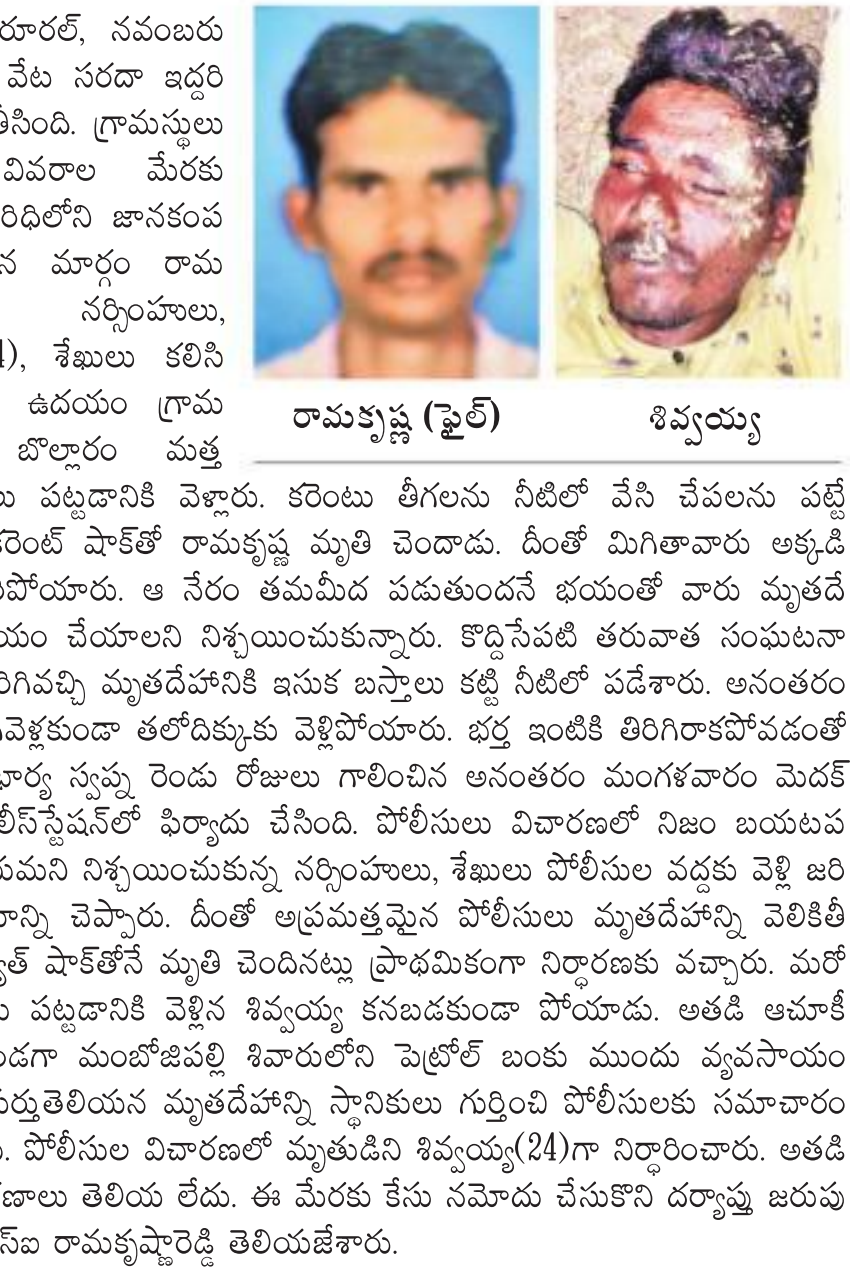 రూరల్, నవంబరు
వేట సరదా ఇద్దరి
తీసింది. గ్రామస్థులు
వివరాల మేరకు
రిధిలోని జానకంప
న మార్గం రామ
నర్సింహులు,
4), శేఖులు కలిసి
ఉదయం గ్రామ
బొల్లారం మత్త
రామకృష్ణ (ఫైల్)
శివ్వయ్య
లు పట్టడానికి వెళ్లారు. కరెంటు తీగలను నీటిలో వేసి చేపలను పట్టే
కరెంట్ షాక్‌తో రామకృష్ణ మృతి చెందాడు. దీంతో మిగితావారు అక్కడి
పోయారు. ఆ నేరం తమమీద పడుతుందనే భయంతో వారు మృతదే
యం చేయాలని నిశ్చయించుకున్నారు. కొద్దిసేపటి తరువాత సంఘటనా
రిగివచ్చి మృతదేహానికి ఇసుక బస్తాలు కట్టి నీటిలో పడేశారు. అనంతరం
వెళ్లకుండా తలోదిక్కుకు వెళ్లిపోయారు. భర్త ఇంటికి తిరిగిరాకపోవడంతో
భార్య స్వప్న రెండు రోజులు గాలించిన అనంతరం మంగళవారం మెదక్
లీస్‌స్టేషన్‌లో ఫిర్యాదు చేసింది. పోలీసులు విచారణలో నిజం బయటప
రుమని నిశ్చయించుకున్న నర్సింహులు, శేఖులు పోలీసుల వద్దకు వెళ్లి జరి
నాన్ని చెప్పారు. దీంతో అప్రమత్తమైన పోలీసులు మృతదేహాన్ని వెలికితీ
్యత్ షాక్‌తోనే మృతి చెందినట్లు ప్రాథమికంగా నిర్ధారణకు వచ్చారు. మరో
లు పట్టడానికి వెళ్లిన శివ్వయ్య కనబడకుండా పోయాడు. అతడి ఆచూకీ
ండగా మంబోజిపల్లి శివారులోని పెట్రోల్ బంకు ముందు వ్యవసాయం
ుర్తుతెలియన మృతదేహాన్ని స్థానికులు గుర్తించి పోలీసులకు సమాచారం
. పోలీసుల విచారణలో మృతుడిని శివ్వయ్య(24)గా నిర్ధారించారు. అతడి
ణాలు తెలియ లేదు. ఈ మేరకు కేసు నమోదు చేసుకొని దర్యాప్తు జరుపు
స్ఐ రామకృష్ణారెడ్డి తెలియజేశారు.